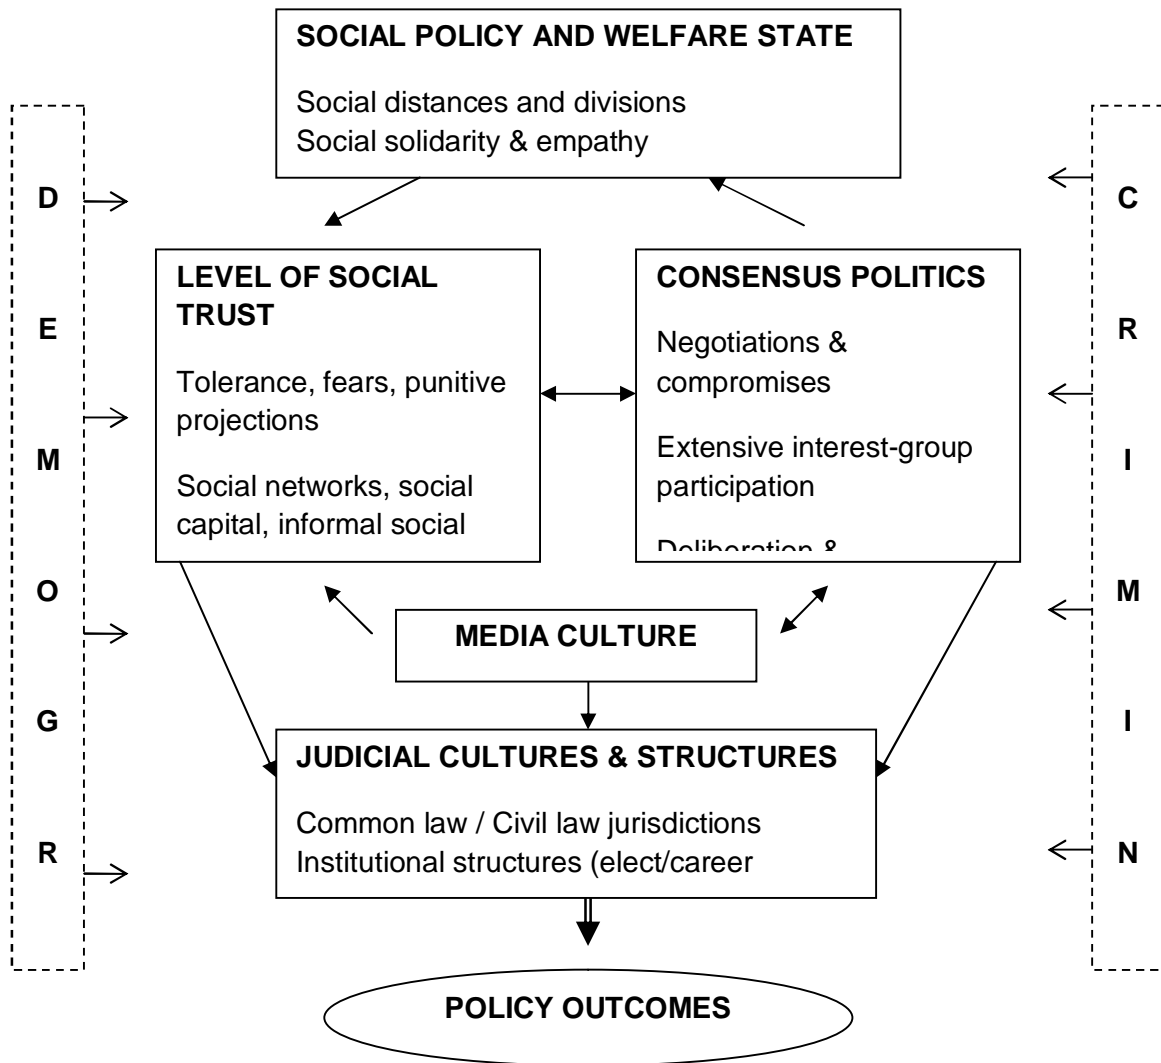 SOCIAL POLICY AND WELFARE STATE
Social distances and divisions
Social solidarity & empathy
D
E
M
O
G
R
LEVEL OF SOCIAL
TRUST
Tolerance, fears, punitive
projections
Social networks, social
capital, informal social
CONSENSUS POLITICS
Negotiations &
compromises
Extensive interest-group
participation
Deliberation &
C
R
I
M
I
N
MEDIA CULTURE
JUDICIAL CULTURES & STRUCTURES
Common law / Civil law jurisdictions
Institutional structures (elect/career
POLICY OUTCOMES